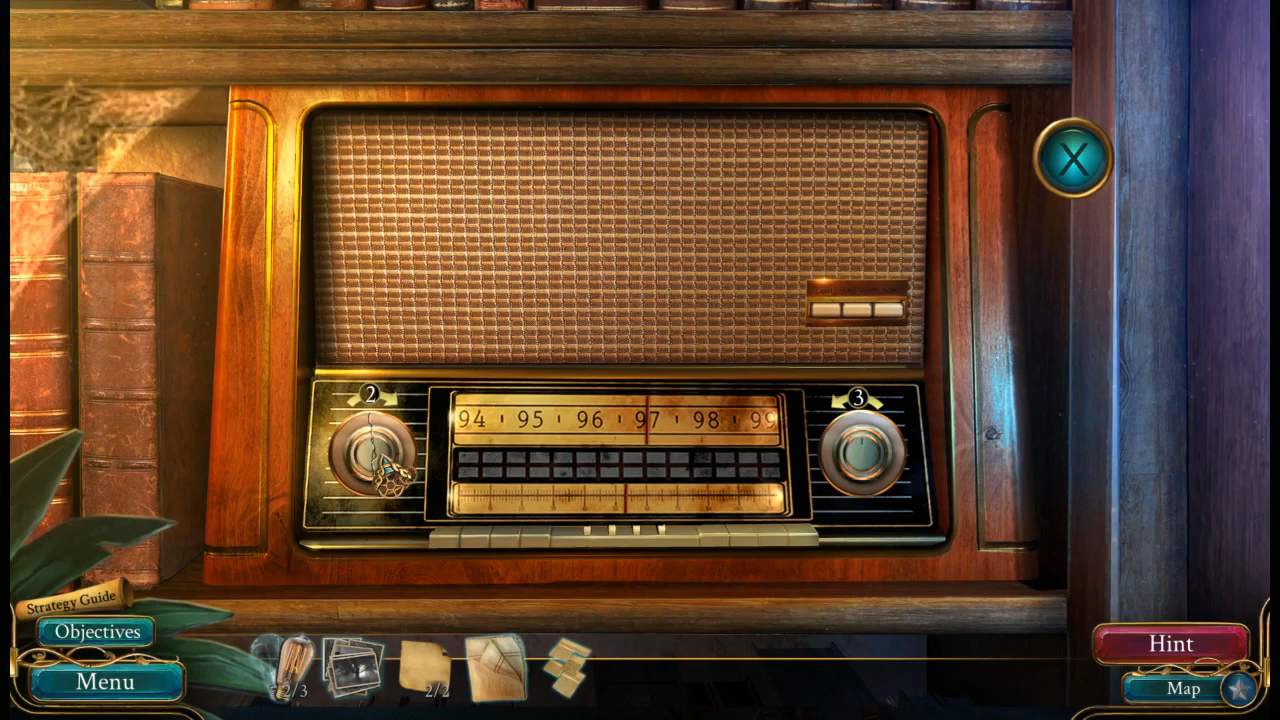 2
3
94 95 96 97 98 99
Strategy Guide
Objectives
Menu
2/3
2/2
Hint
Map
X